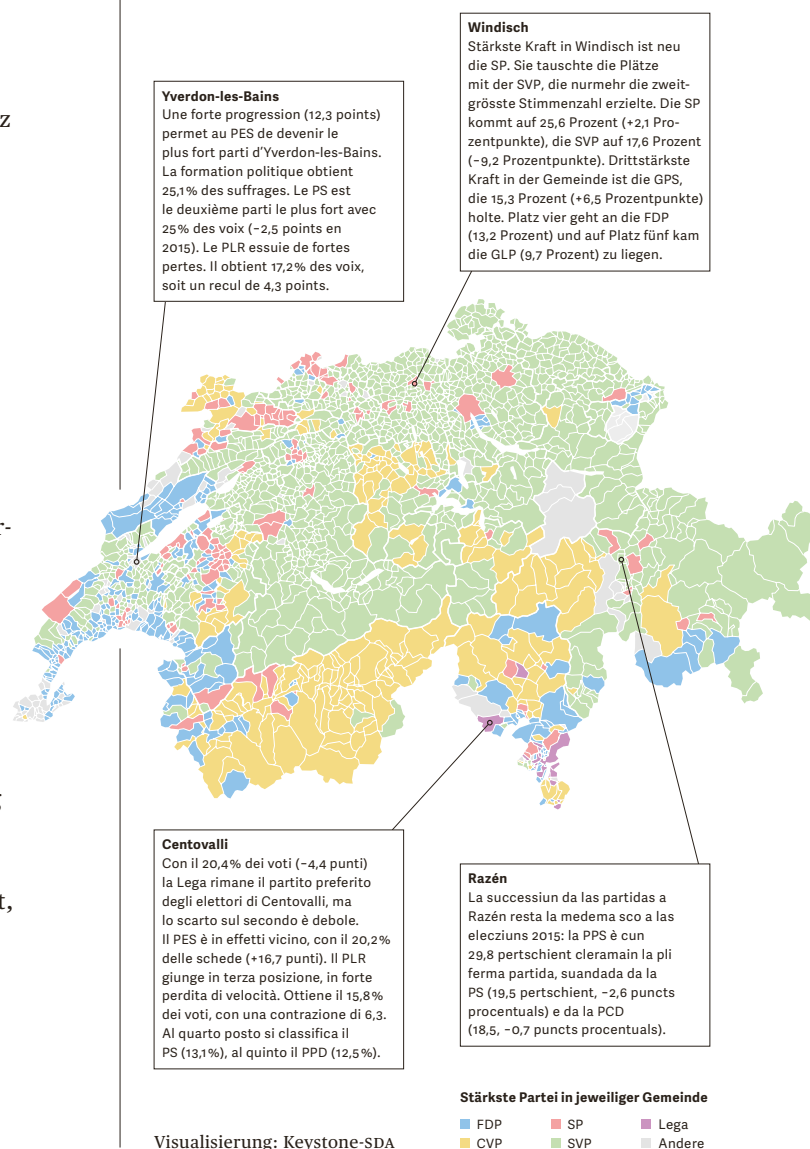 Windisch
Stärkste Kraft in Windisch ist neu
die SP. Sie tauschte die Plätze
mit der SVP, die nurmehr die zweit-
grösste Stimmenzahl erzielte. Die SP
kommt auf 25,6 Prozent (+2,1 Pro-
zentpunkte), die SVP auf 17,6 Prozent
(−9,2 Prozentpunkte). Drittstärkste
Kraft in der Gemeinde ist die GPS,
die 15,3 Prozent (+6,5 Prozentpunkte)
holte. Platz vier geht an die FDP
(13,2 Prozent) und auf Platz fünf kam
die GLP (9,7 Prozent) zu liegen.
Yverdon-les-Bains
Une forte progression (12,3 points)
permet au PES de devenir le
plus fort parti d’Yverdon-les-Bains.
La formation politique obtient
25,1% des suffrages. Le PS est
le deuxième parti le plus fort avec
25% des voix (−2,5 points en
2015). Le PLR essuie de fortes
pertes. Il obtient 17,2% des voix,
soit un recul de 4,3 points.
z
r-
t,
Centovalli
Con il 20,4% dei voti (−4,4 punti)
la Lega rimane il partito preferito
degli elettori di Centovalli, ma
lo scarto sul secondo è debole.
Il PES è in effetti vicino, con il 20,2%
delle schede (+16,7 punti). Il PLR
giunge in terza posizione, in forte
perdita di velocità. Ottiene il 15,8%
dei voti, con una contrazione di 6,3.
Al quarto posto si classifica il
PS (13,1%), al quinto il PPD (12,5%).
Razén
La successiun da las partidas a
Razén resta la medema sco a las
elecziuns 2015: la PPS è cun
29,8 pertschient cleramain la pli
ferma partida, suandada da la
PS (19,5 pertschient, −2,6 puncts
procentuals) e da la PCD
(18,5, −0,7 puncts procentuals).
Stärkste Partei in jeweiliger Gemeinde
FDP SP Lega
CVP SVP Andere
Visualisierung: Keystone-SDA